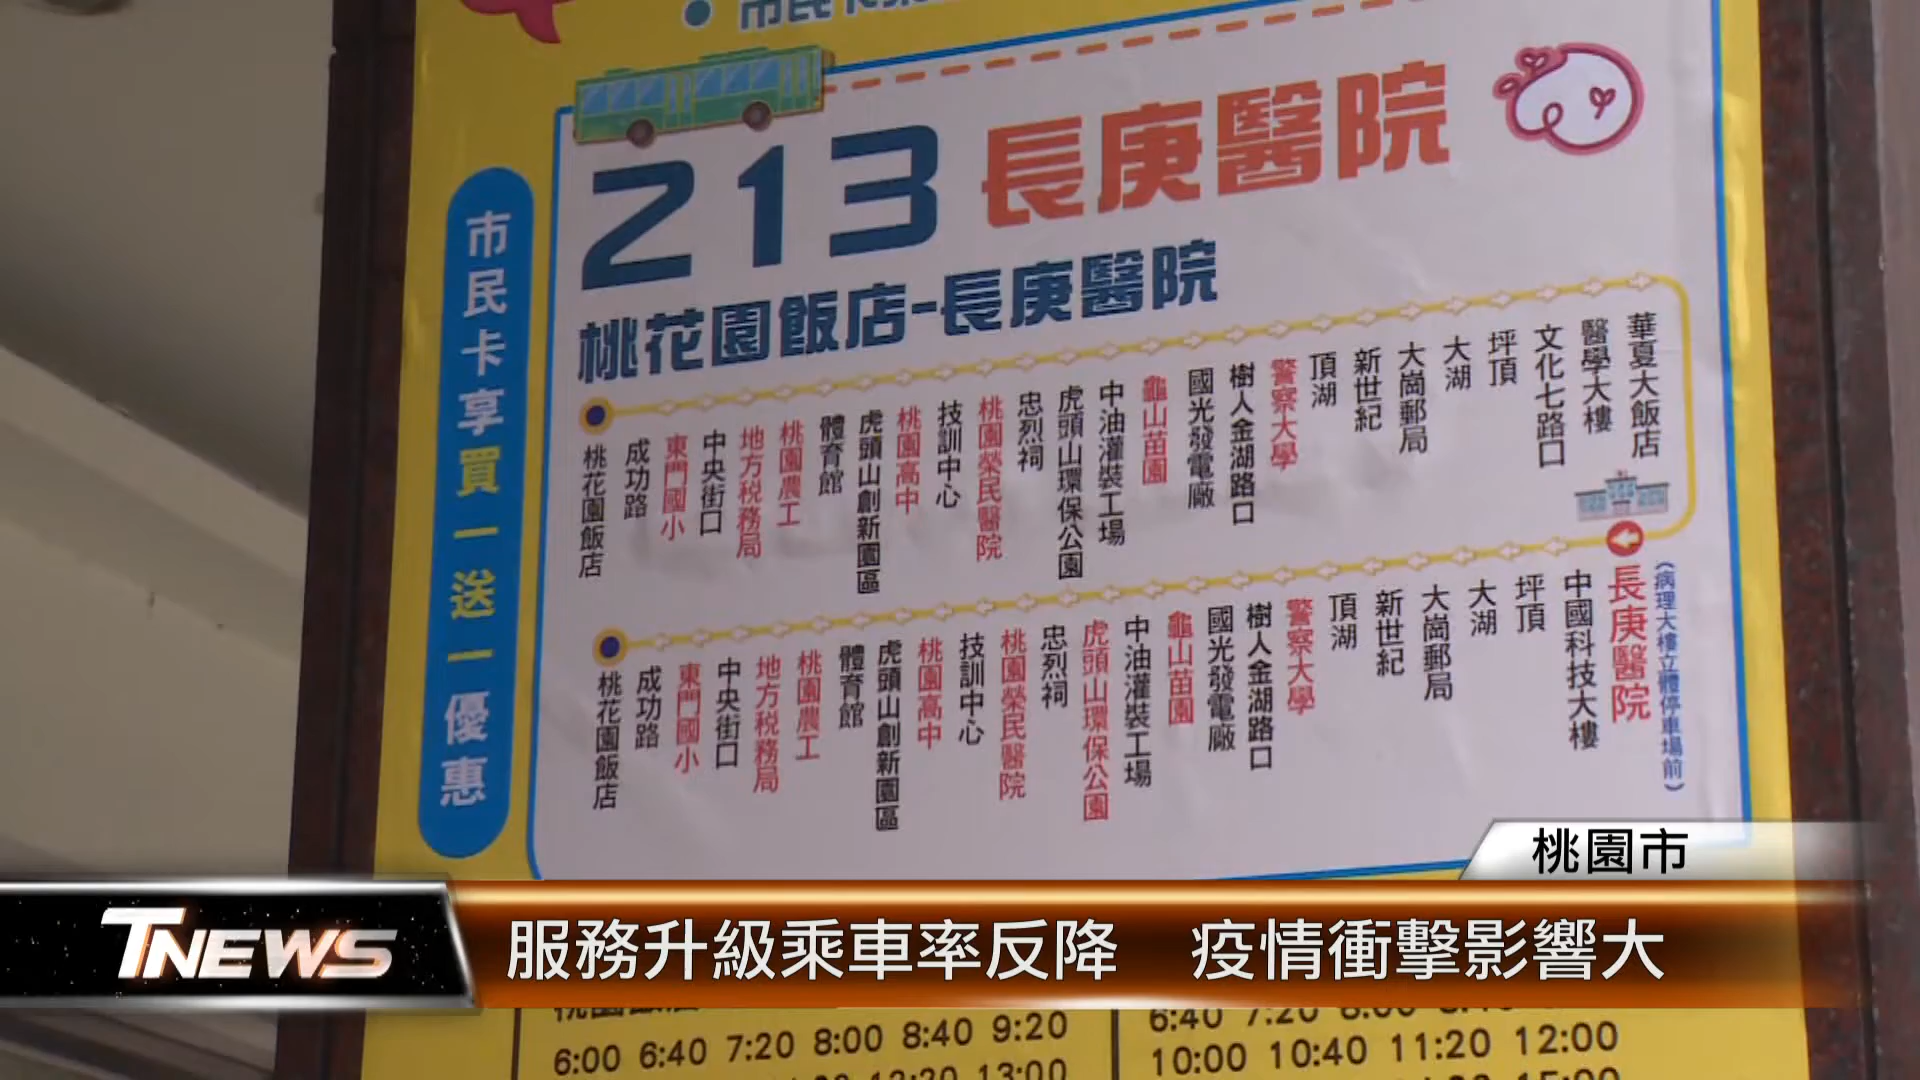 市民卡
213 長庚醫院
桃花園飯店-長庚醫院
市民卡享買一送一優惠
桃花園飯店
成功路
東門國小
中央街口
地方稅務局
桃園農工
體育館
虎頭山創新園區
桃園高中
技訓中心
桃園榮民醫院
忠烈祠
虎頭山環保公園
中油灌裝工場
龜山苗圃
國光發電廠
樹人金湖路口
警察大學
頂湖
新世紀
大崗郵局
大湖
坪頂
文化七路口
醫學大樓
華夏大飯店
桃花園飯店
成功路
東門國小
中央街口
地方稅務局
桃園農工
體育館
虎頭山創新園區
桃園高中
技訓中心
桃園榮民醫院
忠烈祠
虎頭山環保公園
中油灌裝工場
龜山苗圃
國光發電廠
樹人金湖路口
警察大學
頂湖
新世紀
大崗郵局
大湖
坪頂
中國科技大樓
長庚醫院
(病理大樓立體停車場前)
桃園市
TNEWS
服務升級乘車率反降 疫情衝擊影響大
6:00 6:40 7:20 8:00 8:40 9:20
12:20 13:00
6:40 7:20 8:00
10:00 10:40 11:20 12:00
15:00